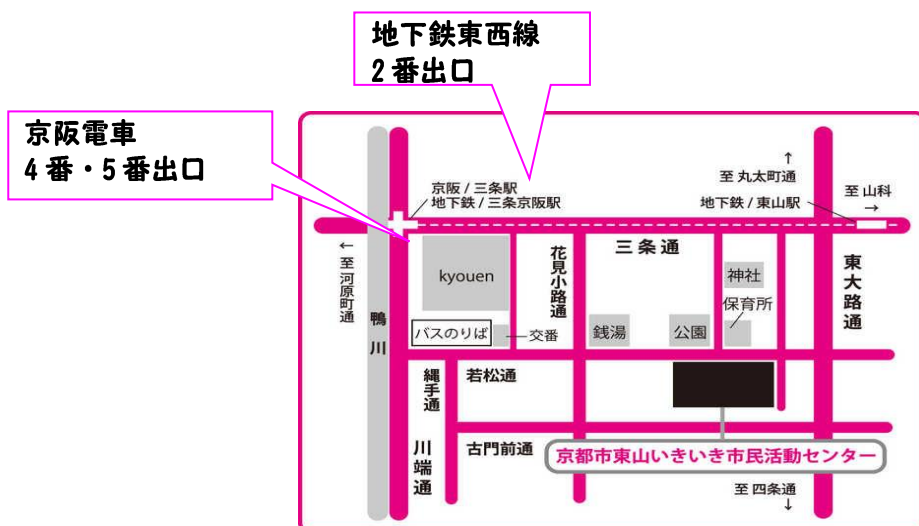 地下鉄東西線
2番出口
京阪電車
4番・5番出口
↑
至 丸太町通
京阪 / 三条駅
地下鉄 / 三条京阪駅
地下鉄 / 東山駅
至 山科
→
←
至 河原町通
鴨川
kyouen
花見小路通
三条通
神社
保育所
東大路通
バスのりば
交番
銭湯
公園
縄手通
若松通
川端通
古門前通
京都市東山いきいき市民活動センター
至 四条通
↓